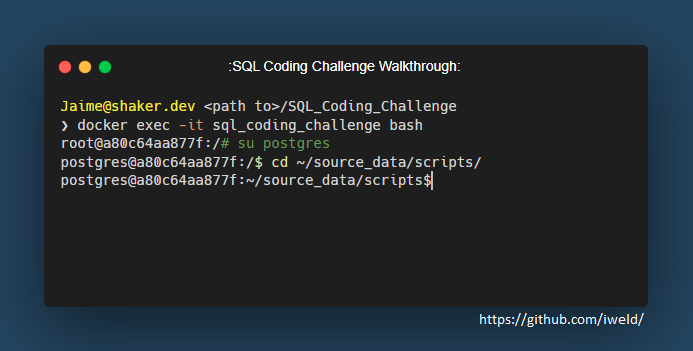 :SQL Coding Challenge Walkthrough:
Jaime@shaker.dev <path to>/SQL_Coding_Challenge
❯ docker exec -it sql_coding_challenge bash
root@a80c64aa877f:/# su postgres
postgres@a80c64aa877f:/$ cd ~/source_data/scripts/
postgres@a80c64aa877f:~/source_data/scripts$
https://github.com/iweld/